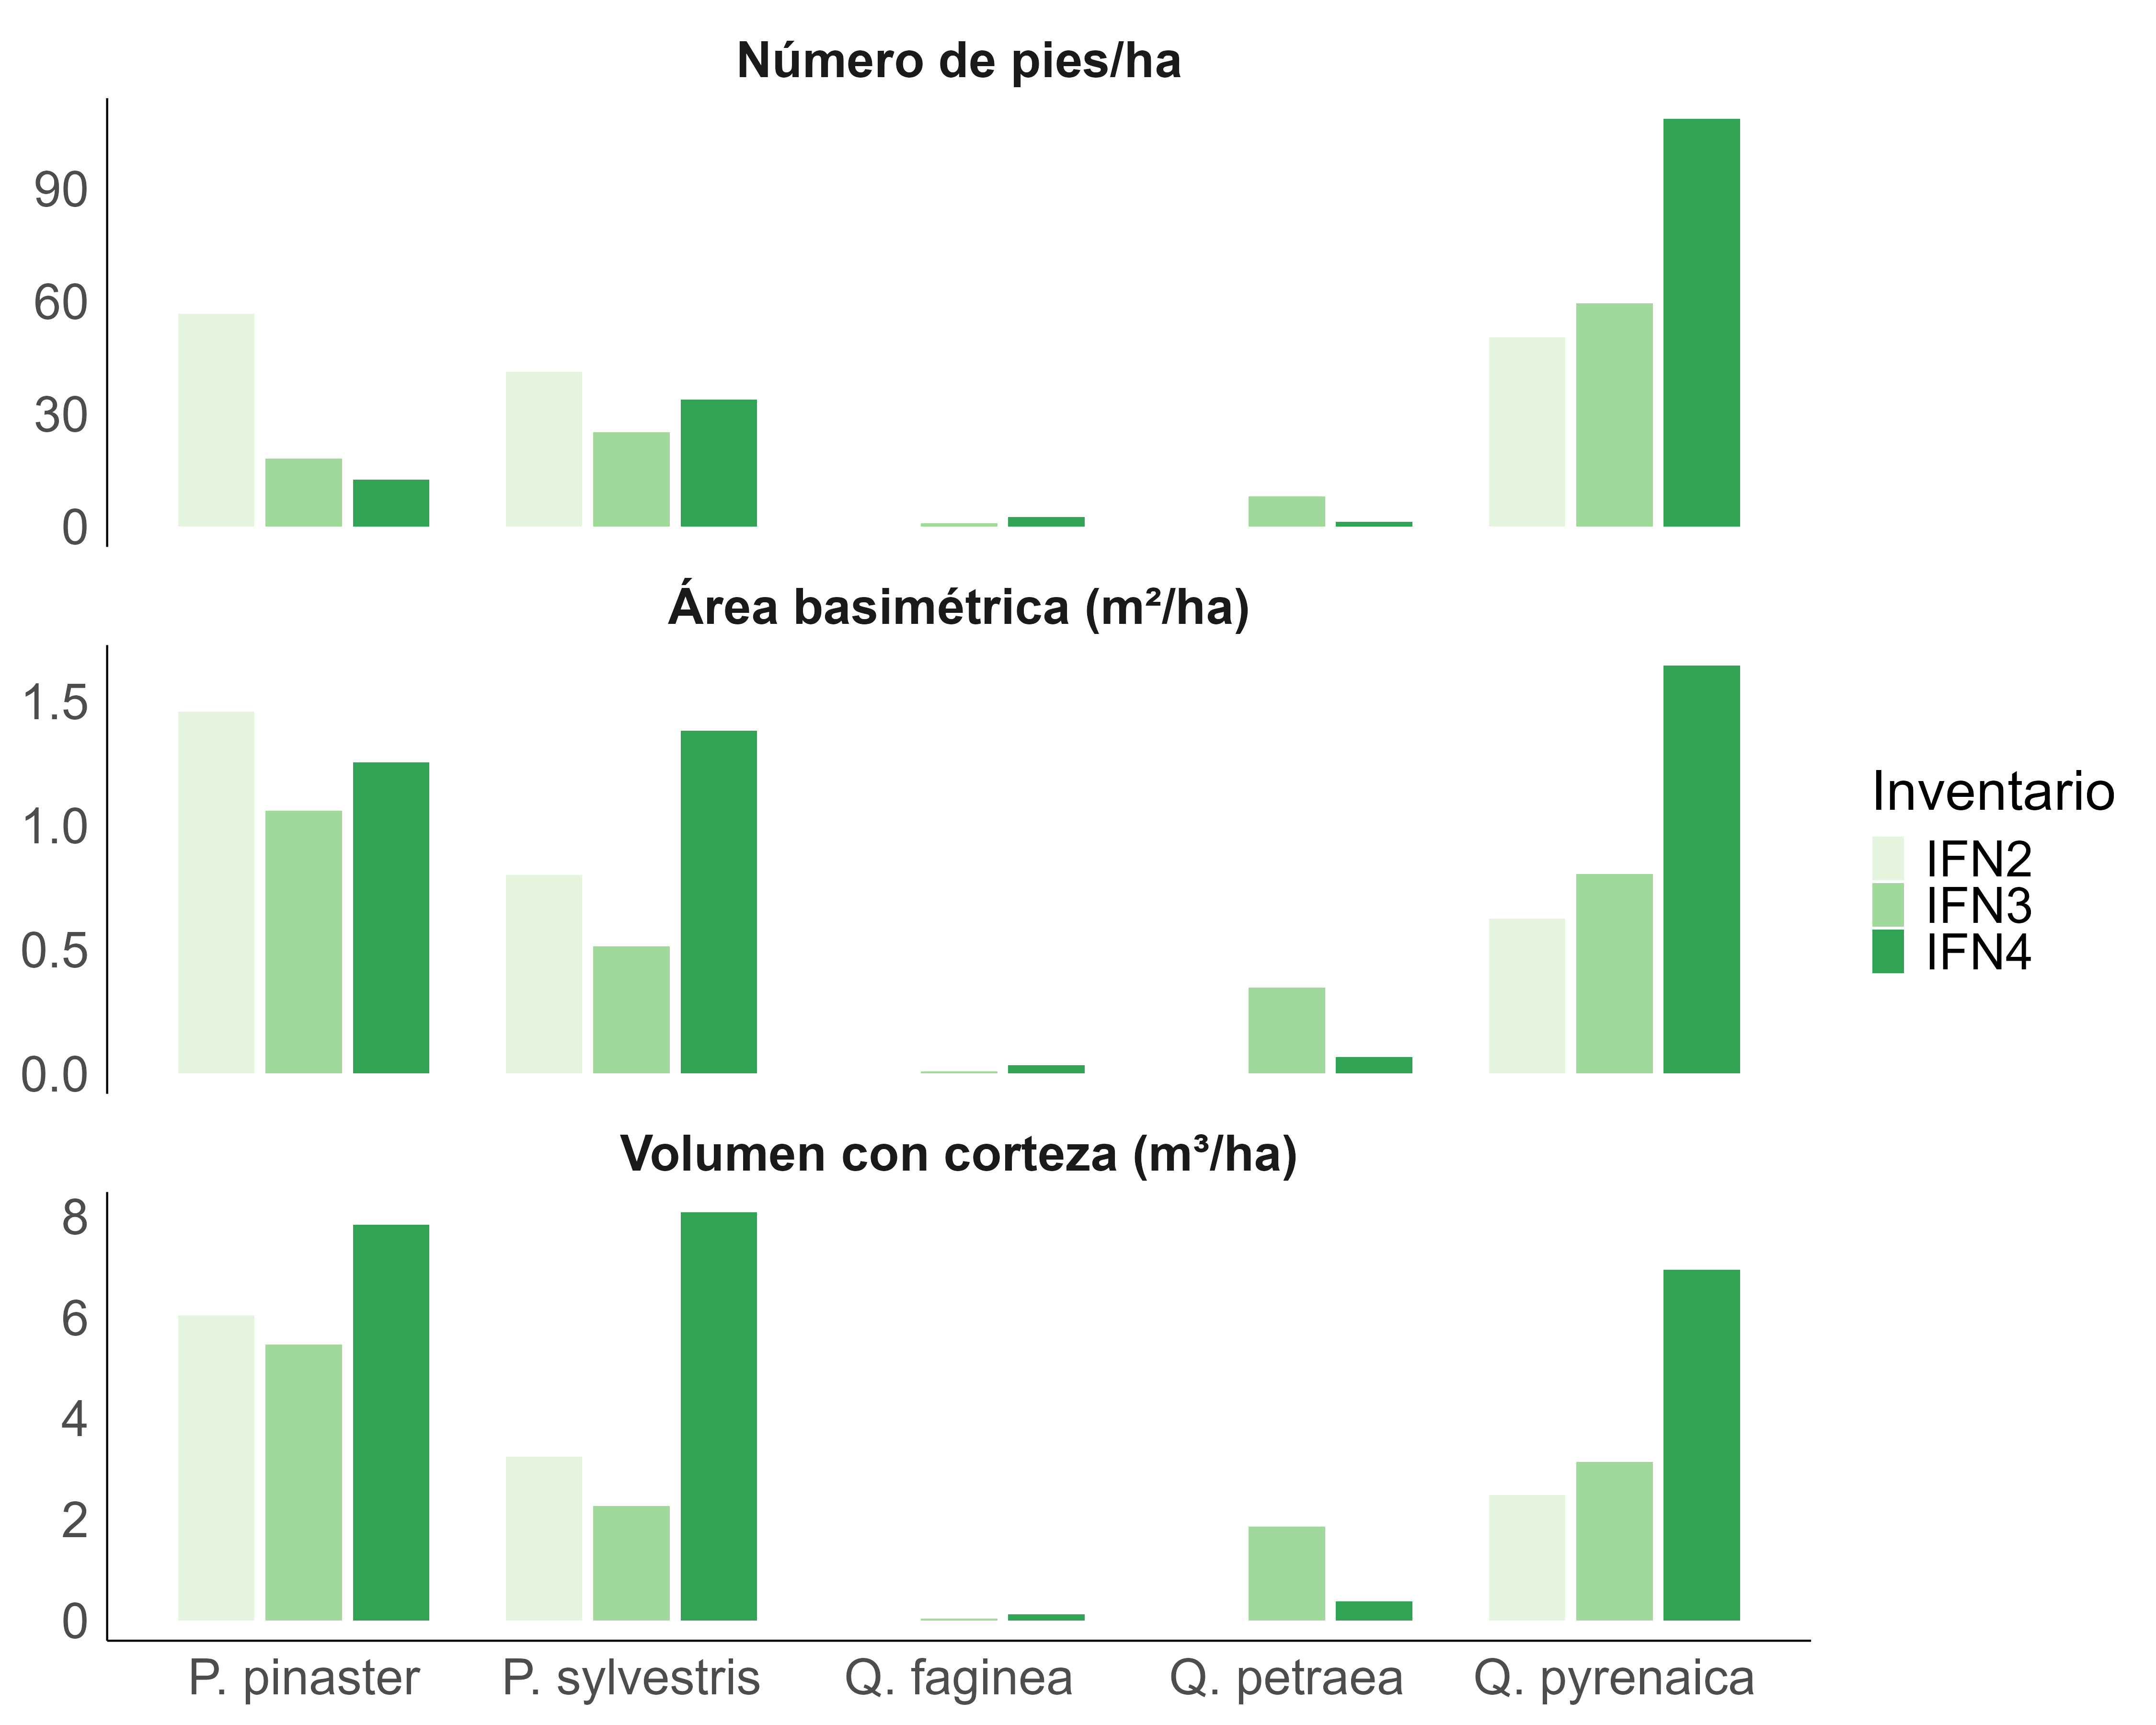 Número de pies/ha
90
60
30
0
Área basimétrica (m²/ha)
1.5
1.0
0.5
0.0
Volumen con corteza (m³/ha)
8
6
4
2
0
P. pinaster
P. sylvestris
Q. faginea
Q. petraea
Q. pyrenaica
Inventario
IFN2
IFN3
IFN4